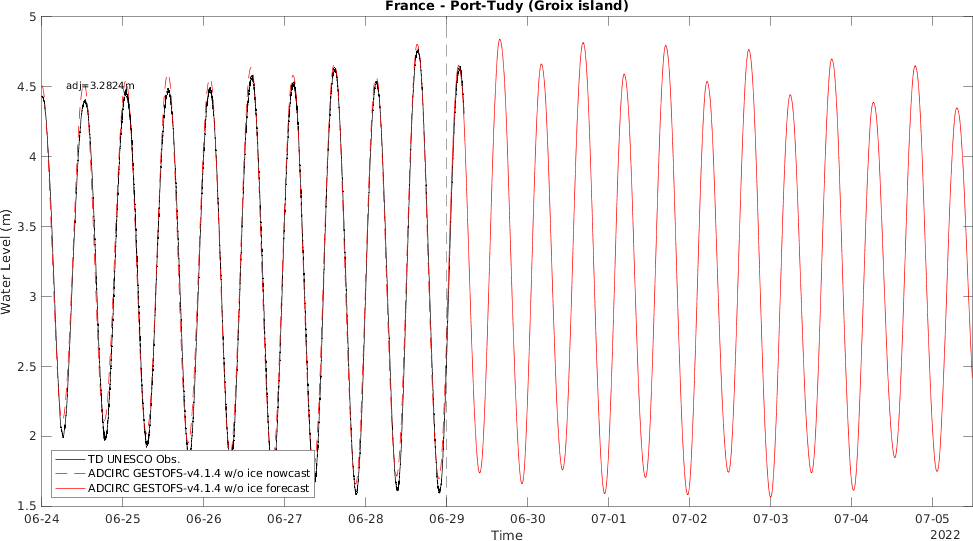 France - Port-Tudy (Groix island)
5
4.5
4
3.5
3
2.5
2
1.5
Water Level (m)
adj=3.2824m
TD UNESCO Obs.
ADCIRC GESTOFS-v4.1.4 w/o ice nowcast
ADCIRC GESTOFS-v4.1.4 w/o ice forecast
06-24 06-25 06-26 06-27 06-28 06-29 06-30 07-01 07-02 07-03 07-04 07-05
Time
2022